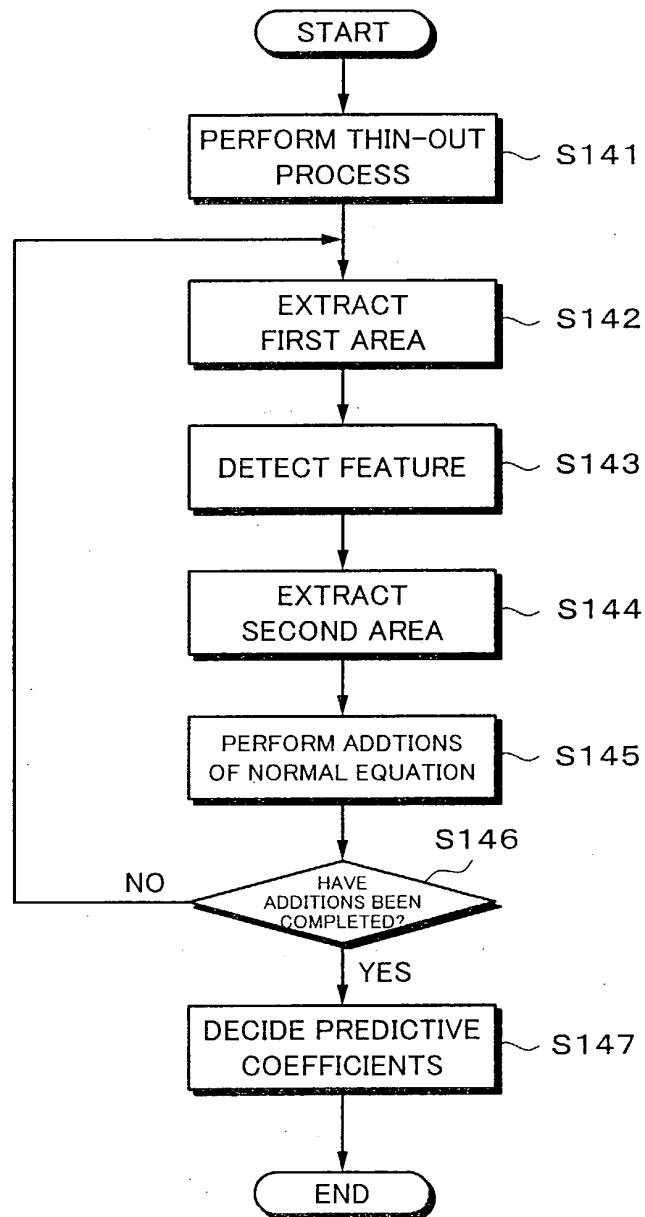 START
PERFORM THIN-OUT
PROCESS
S141
EXTRACT
FIRST AREA
S142
DETECT FEATURE
S143
EXTRACT
SECOND AREA
S144
PERFORM ADDTIONS
OF NORMAL EQUATION
S145
S146
NO
HAVE
ADDITIONS BEEN
COMPLETED?
YES
DECIDE PREDICTIVE
COEFFICIENTS
S147
END